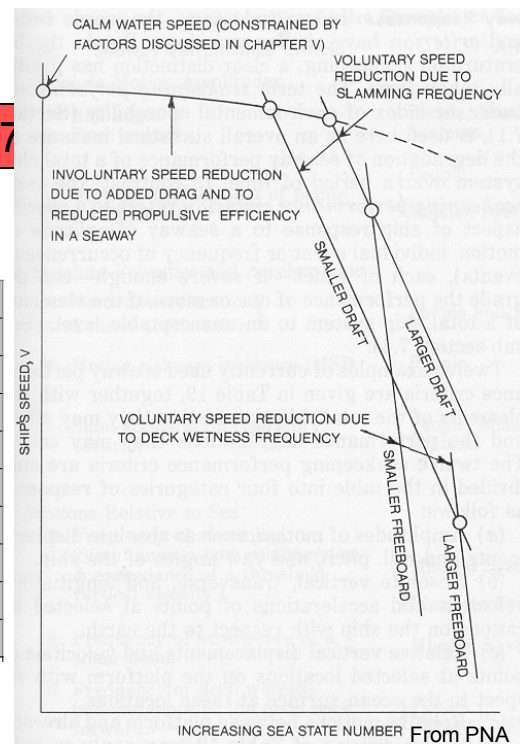 CALM WATER SPEED (CONSTRAINED BY
FACTORS DISCUSSED IN CHAPTER V)
VOLUNTARY SPEED
REDUCTION DUE TO
SLAMMING FREQUENCY
7
INVOLUNTARY SPEED REDUCTION
DUE TO ADDED DRAG AND
REDUCED PROPULSIVE EFFICIENCY
IN A SEAWAY
SMALLER DRAFT
LARGER DRAFT
SHIPS SPEED, V
VOLUNTARY SPEED REDUCTION DUE
TO DECK WETNESS FREQUENCY
SMALLER FREEBOARD
LARGER FREEBOARD
INCREASING SEA STATE NUMBER
From PNA